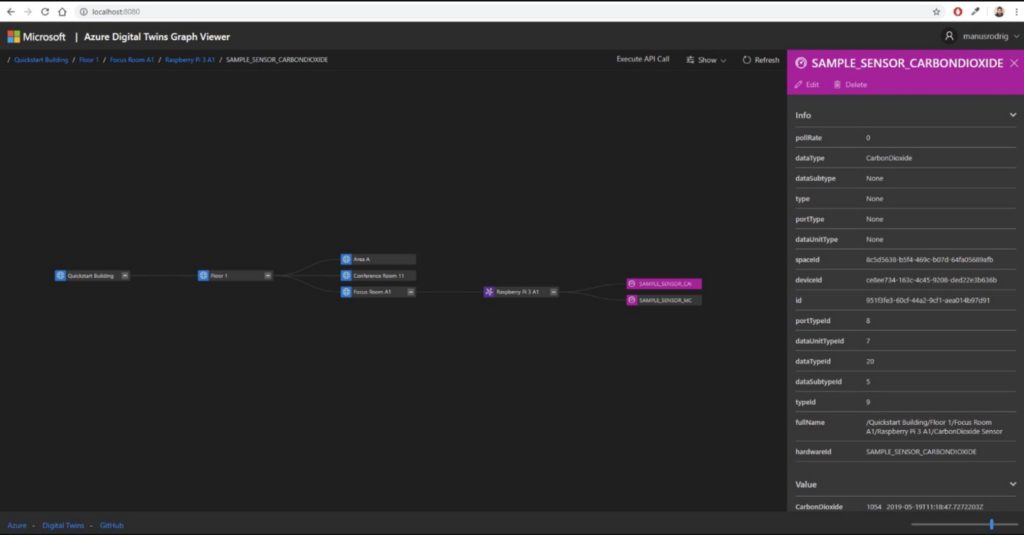 localhost:8080
Microsoft | Azure Digital Twins Graph Viewer
manusrodrig
/ Quickstart Building / Floor 1 / Focus Room A1 / Raspberry Pi 3 A1 / SAMPLE_SENSOR_CARBONDIOXIDE
Execute API Call Show Refresh
SAMPLE_SENSOR_CARBONDIOXIDE
Edit Delete
Info
pollRate 0
dataType CarbonDioxide
dataSubtype None
type None
portType None
dataUnitType None
spaceId 8c5d5638-b5f4-469c-b07d-64fa05689afb
deviceId ce8ee734-163c-4c45-9208-ded22e3b636b
id 951f3fe3-60cf-44a2-9cf1-aea014b97d91
portTypeId 8
dataUnitTypeId 7
dataTypeId 20
dataSubtypeId 5
typeId 9
fullName /Quickstart Building/Floor 1/Focus Room
A1/Raspberry Pi 3 A1/CarbonDioxide Sensor
hardwareId SAMPLE_SENSOR_CARBONDIOXIDE
Value
CarbonDioxide 1054 2019-05-19T11:18:47.7272203Z
Quickstart Building
Floor 1
Area A
Conference Room 11
Focus Room A1
Raspberry Pi 3 A1
SAMPLE_SENSOR_CA
SAMPLE_SENSOR_MC
Azure - Digital Twins - GitHub